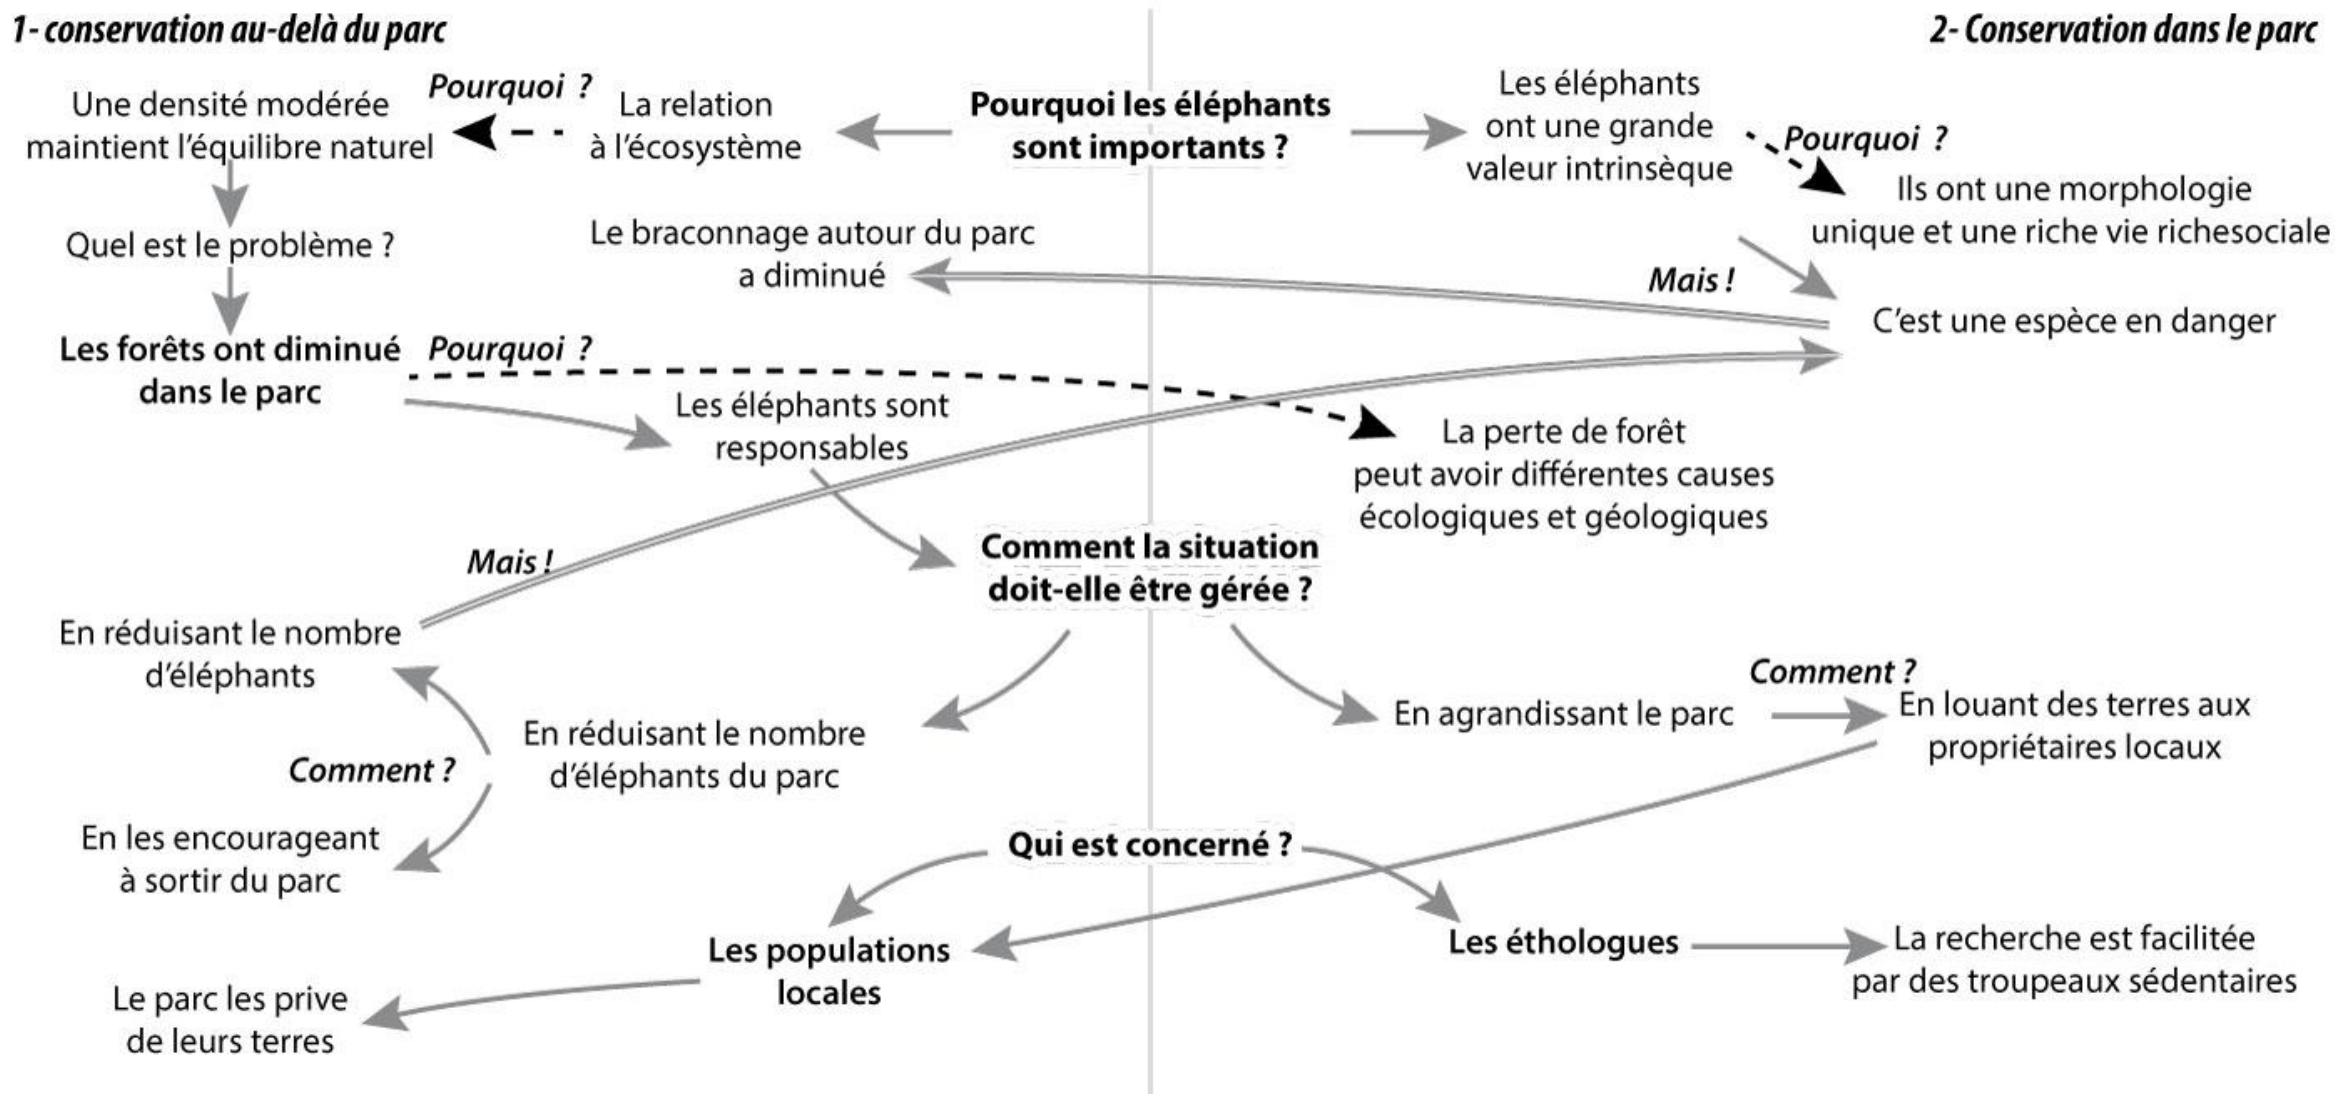 1- conservation au-delà du parc
2- Conservation dans le parc
Une densité modérée
maintient l'équilibre naturel
Pourquoi ?
La relation
à l'écosystème
Pourquoi les éléphants
sont importants ?
Les éléphants
ont une grande
valeur intrinsèque
Pourquoi ?
Ils ont une morphologie
unique et une riche vie richesociale
Quel est le problème ?
Le braconnage autour du parc
a diminué
Mais !
C'est une espèce en danger
Les forêts ont diminué
dans le parc
Pourquoi ?
Les éléphants sont
responsables
La perte de forêt
peut avoir différentes causes
écologiques et géologiques
Comment la situation
doit-elle être gérée ?
Mais !
En réduisant le nombre
d'éléphants
Comment ?
En réduisant le nombre
d'éléphants du parc
En agrandissant le parc
Comment ?
En louant des terres aux
propriétaires locaux
En les encourageant
à sortir du parc
Qui est concerné ?
Les populations
locales
Les éthologues
La recherche est facilitée
par des troupeaux sédentaires
Le parc les prive
de leurs terres